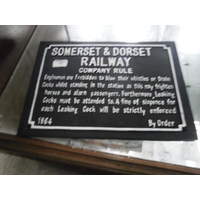 SOMERSET & DORSET
RAILWAY
COMPANY RULE
Enginemen are Forbidden to blow their whistles or Drain
Cocks whilst standing in the station as this may frighten
horses and alarm passengers. Furthermore, Leaking
Cocks must be attended to. A fine of sixpence for
each Leaking Cock will be strictly enforced
1864 By Order